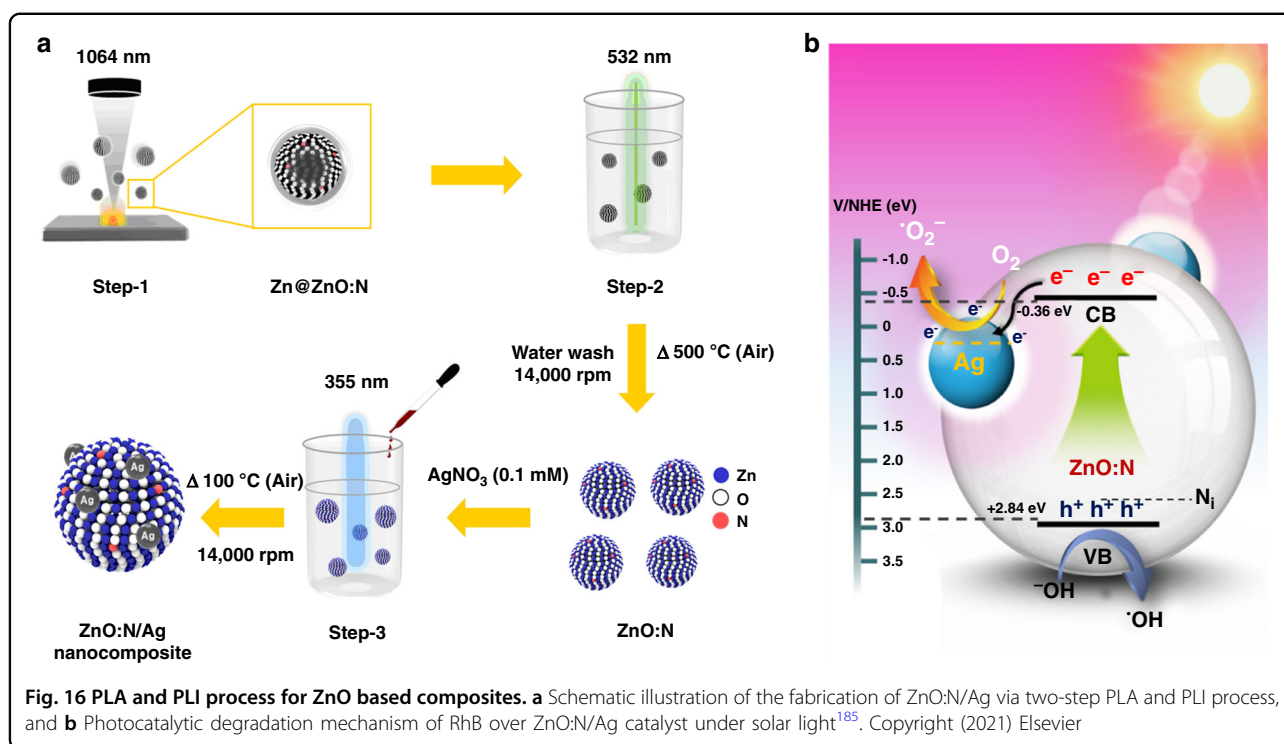 a
1064 nm
Step-1
Zn@ZnO:N
532 nm
Step-2
Water wash
14,000 rpm
Δ 500 °C (Air)
Zn
O
N
ZnO:N
AgNO₃ (0.1 mM)
355 nm
Step-3
Δ 100 °C (Air)
14,000 rpm
Ag
Ag
Ag
Ag
ZnO:N/Ag
nanocomposite
b
V/NHE (eV)
·O₂⁻
O₂
-1.0
-0.5
0
0.5
1.0
1.5
2.0
2.5
3.0
3.5
e⁻ e⁻ e⁻
-0.36 eV
CB
e⁻
e⁻
e⁻
Ag
ZnO:N
Nᵢ
h⁺ h⁺ h⁺
+2.84 eV
VB
⁻OH
·OH
Fig. 16 PLA and PLI process for ZnO based composites. a Schematic illustration of the fabrication of ZnO:N/Ag via two-step PLA and PLI process,
and b Photocatalytic degradation mechanism of RhB over ZnO:N/Ag catalyst under solar light¹⁸⁵. Copyright (2021) Elsevier